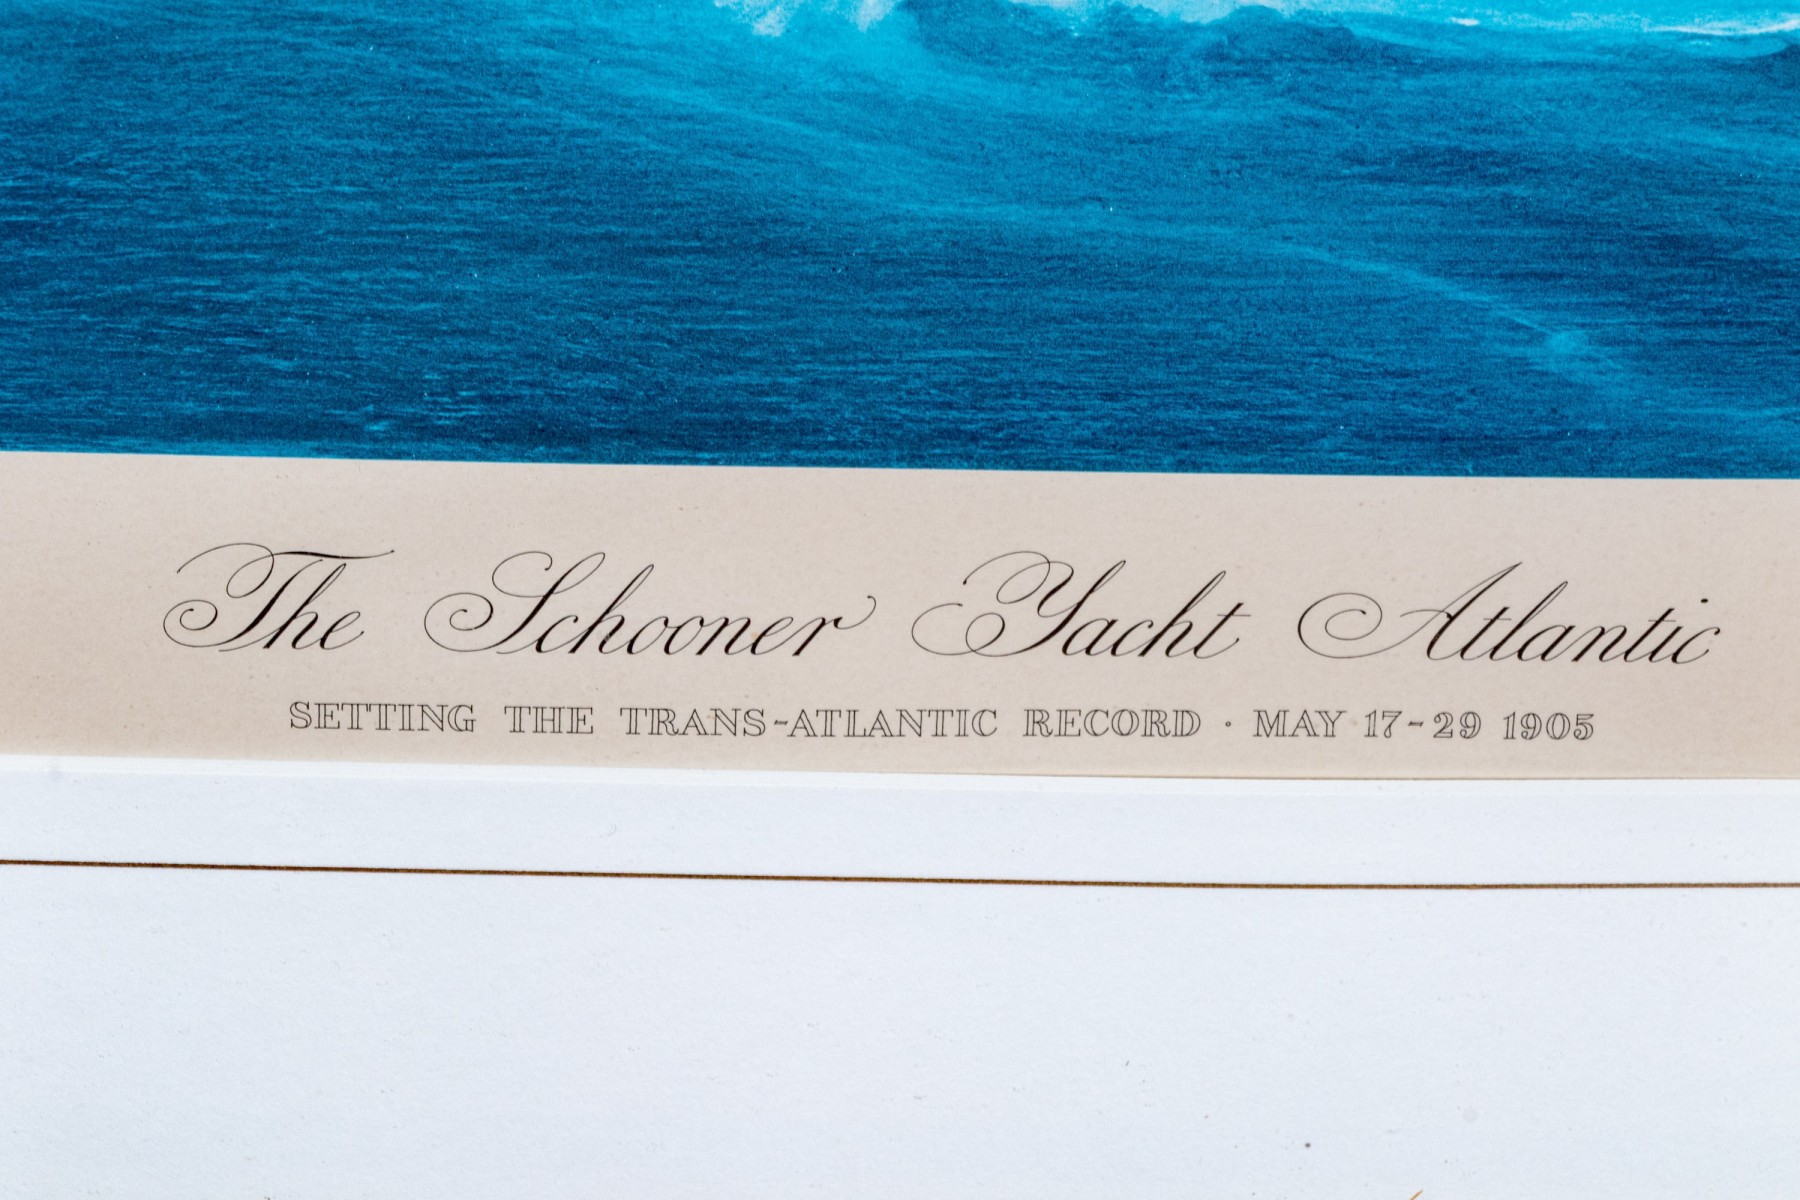 The Schooner Yacht Atlantic
SETTING THE TRANS-ATLANTIC RECORD · MAY 17-29 1905